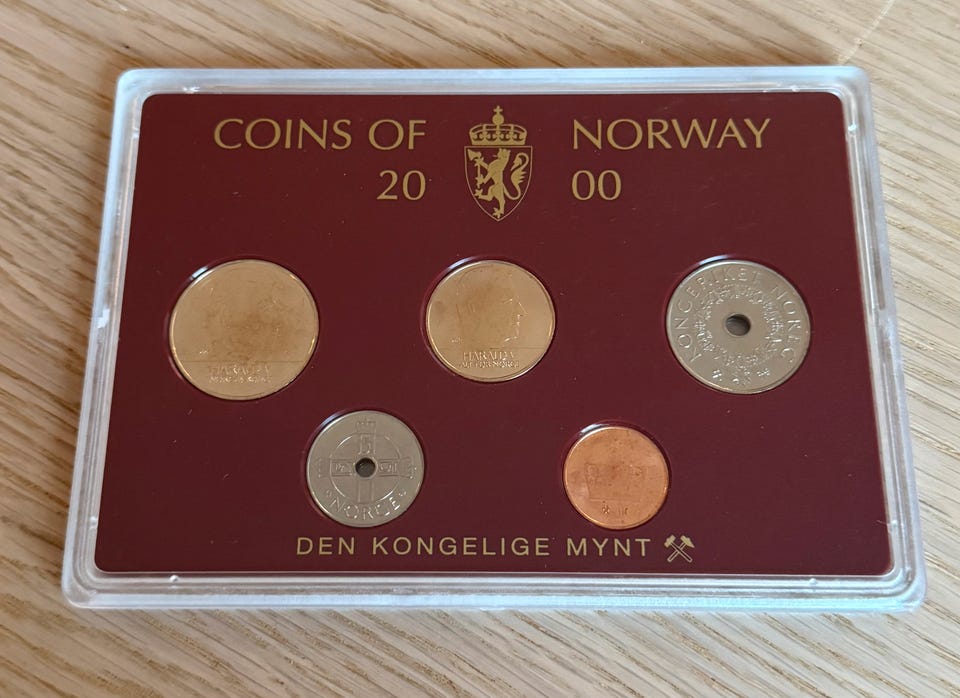 COINS OF NORWAY
20 00
HARALD V
HARALD V
KONGERIKET NORGE
NORGE
DEN KONGELIGE MYNT